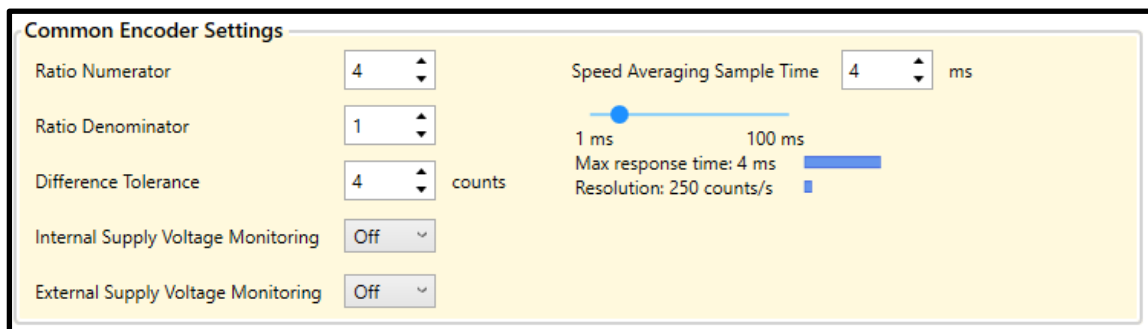 Common Encoder Settings
Ratio Numerator 4
Ratio Denominator 1
Difference Tolerance 4 counts
Internal Supply Voltage Monitoring Off
External Supply Voltage Monitoring Off
Speed Averaging Sample Time 4 ms
1 ms 100 ms
Max response time: 4 ms
Resolution: 250 counts/s